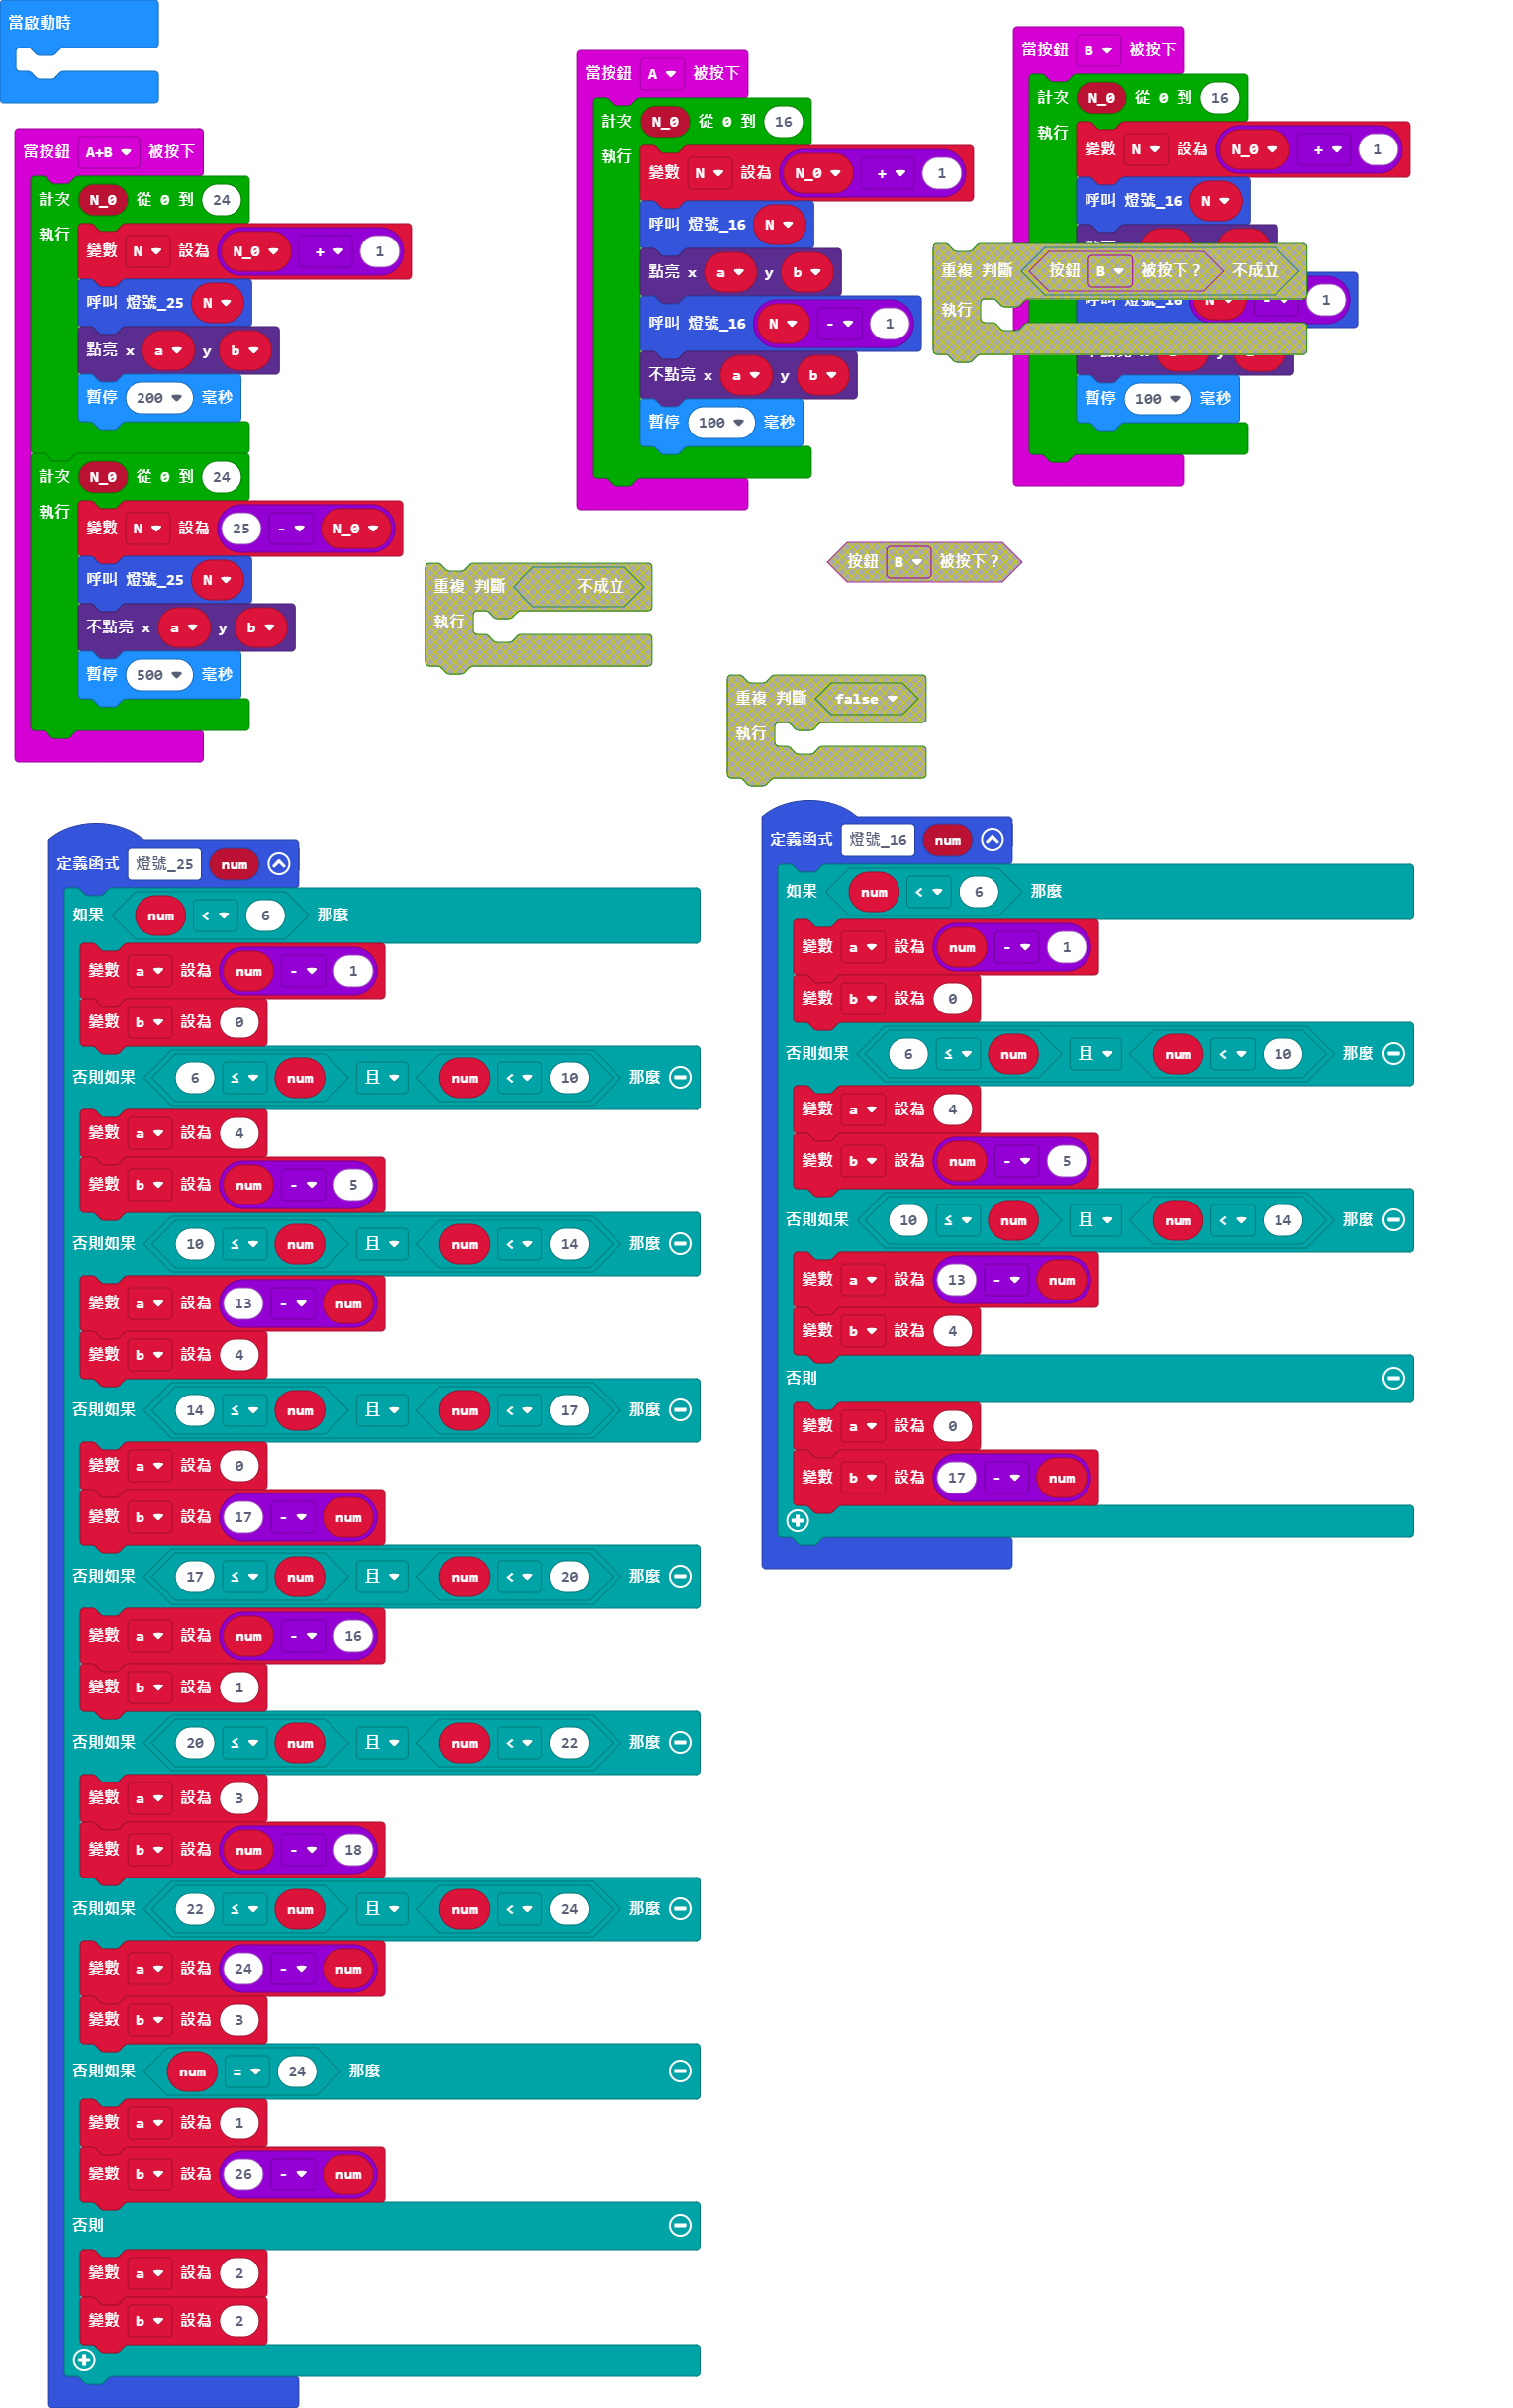 當啟動時
當按鈕 A+B 被按下
計次 N_0 從 0 到 24
執行
變數 N 設為 N_0 + 1
呼叫 燈號_25 N
點亮 x a y b
暫停 200 毫秒
計次 N_0 從 0 到 24
執行
變數 N 設為 25 - N_0
呼叫 燈號_25 N
不點亮 x a y b
暫停 500 毫秒
當按鈕 A 被按下
計次 N_0 從 0 到 16
執行
變數 N 設為 N_0 + 1
呼叫 燈號_16 N
點亮 x a y b
呼叫 燈號_16 N - 1
不點亮 x a y b
暫停 100 毫秒
當按鈕 B 被按下
計次 N_0 從 0 到 16
執行
變數 N 設為 N_0 + 1
呼叫 燈號_16 N
重複 判斷 按鈕 B 被按下？ 不成立
執行
呼叫 燈號_16 N - 1
暫停 100 毫秒
按鈕 B 被按下？
重複 判斷 不成立
執行
重複 判斷 false
執行
定義函式 燈號_25 num
如果 num < 6 那麼
變數 a 設為 num - 1
變數 b 設為 0
否則如果 6 ≤ num 且 num < 10 那麼
變數 a 設為 4
變數 b 設為 num - 5
否則如果 10 ≤ num 且 num < 14 那麼
變數 a 設為 13 - num
變數 b 設為 4
否則如果 14 ≤ num 且 num < 17 那麼
變數 a 設為 0
變數 b 設為 17 - num
否則如果 17 ≤ num 且 num < 20 那麼
變數 a 設為 num - 16
變數 b 設為 1
否則如果 20 ≤ num 且 num < 22 那麼
變數 a 設為 3
變數 b 設為 num - 18
否則如果 22 ≤ num 且 num < 24 那麼
變數 a 設為 24 - num
變數 b 設為 3
否則如果 num = 24 那麼
變數 a 設為 1
變數 b 設為 26 - num
否則
變數 a 設為 2
變數 b 設為 2
定義函式 燈號_16 num
如果 num < 6 那麼
變數 a 設為 num - 1
變數 b 設為 0
否則如果 6 ≤ num 且 num < 10 那麼
變數 a 設為 4
變數 b 設為 num - 5
否則如果 10 ≤ num 且 num < 14 那麼
變數 a 設為 13 - num
變數 b 設為 4
否則
變數 a 設為 0
變數 b 設為 17 - num